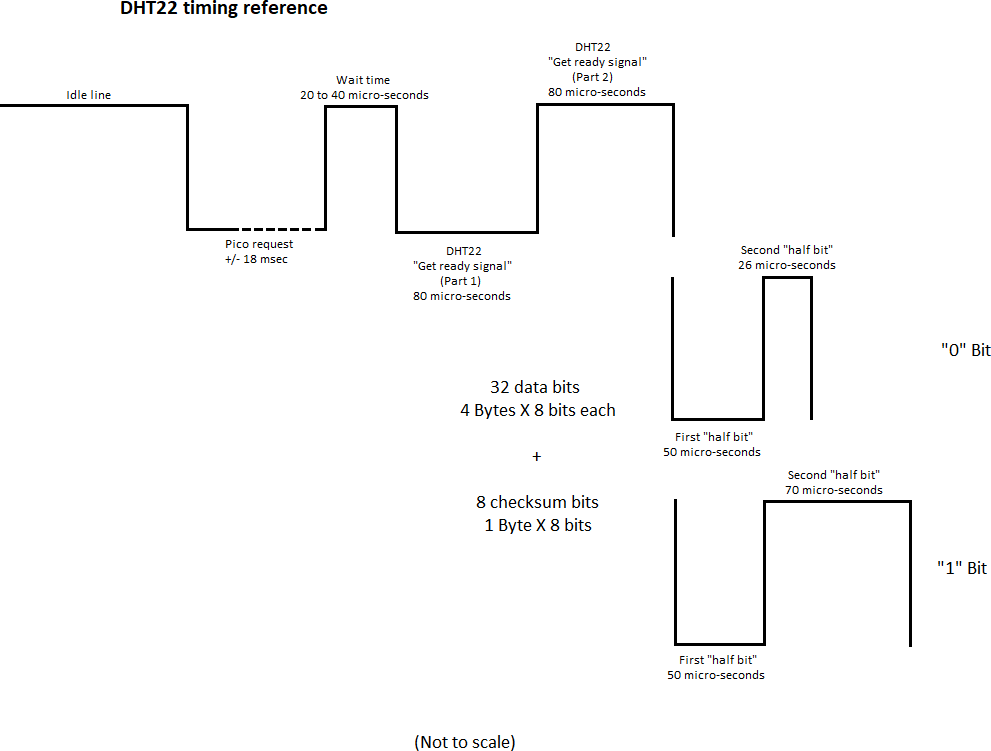 DHT22 timing reference
Idle line
Wait time
20 to 40 micro-seconds
DHT22
"Get ready signal"
(Part 2)
80 micro-seconds
Pico request
+/- 18 msec
DHT22
"Get ready signal"
(Part 1)
80 micro-seconds
Second "half bit"
26 micro-seconds
"0" Bit
32 data bits
4 Bytes X 8 bits each
+
8 checksum bits
1 Byte X 8 bits
First "half bit"
50 micro-seconds
Second "half bit"
70 micro-seconds
"1" Bit
First "half bit"
50 micro-seconds
(Not to scale)